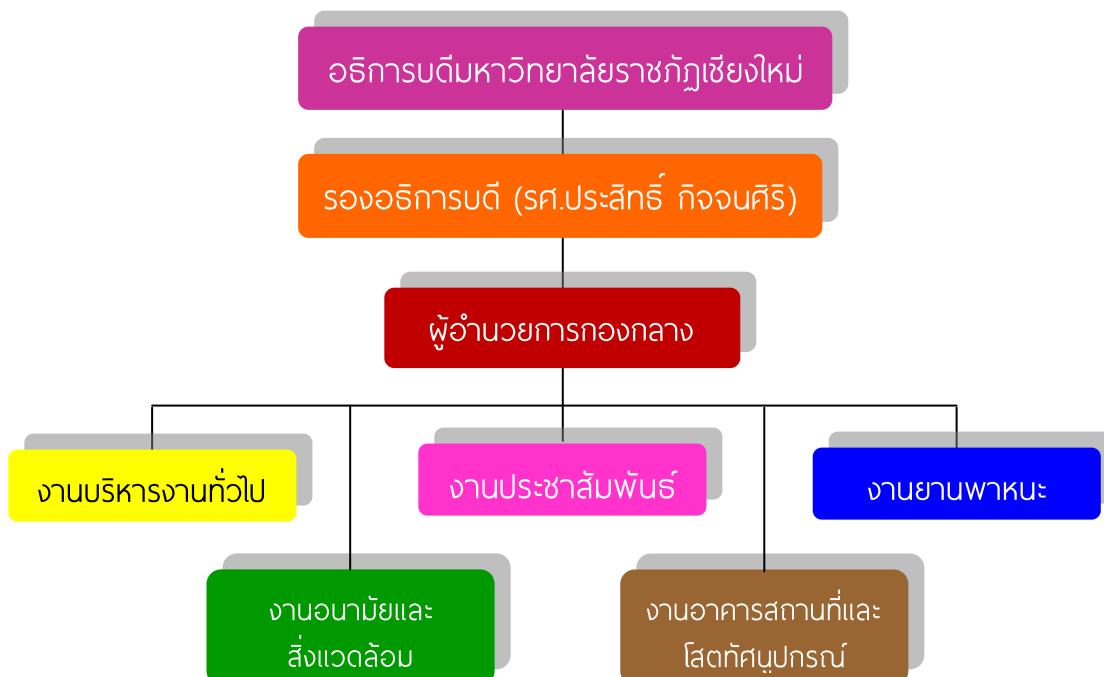 อธิการบดีมหาวิทยาลัยราชภัฏเชียงใหม่
รองอธิการบดี (รศ.ประสิทธิ์ กิจจนศิริ)
ผู้อำนวยการกองกลาง
งานบริหารงานทั่วไป
งานประชาสัมพันธ์
งานยานพาหนะ
งานอนามัยและ
สิ่งแวดล้อม
งานอาคารสถานที่และ
โสตทัศนูปกรณ์